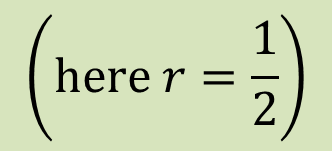 (here r = 1/2)